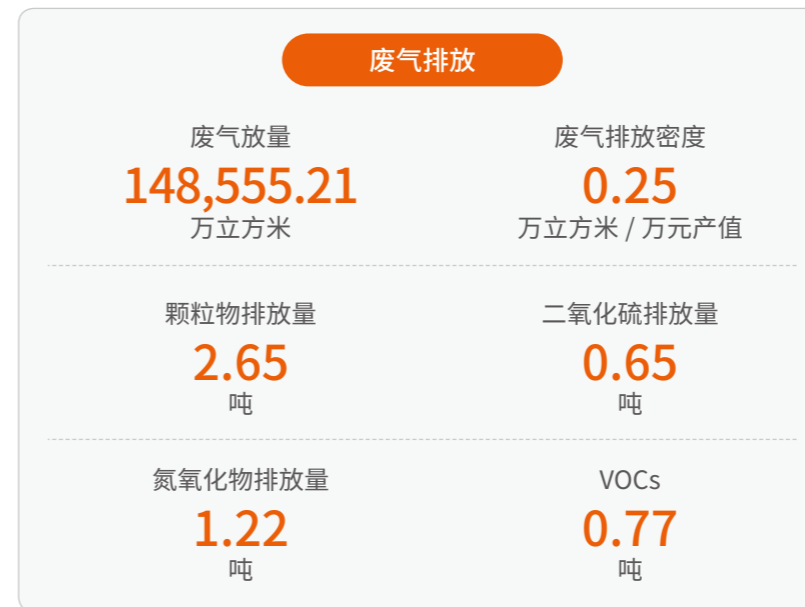 废气排放
废气放量
148,555.21
万立方米
废气排放密度
0.25
万立方米 / 万元产值
颗粒物排放量
2.65
吨
二氧化硫排放量
0.65
吨
氮氧化物排放量
1.22
吨
VOCs
0.77
吨